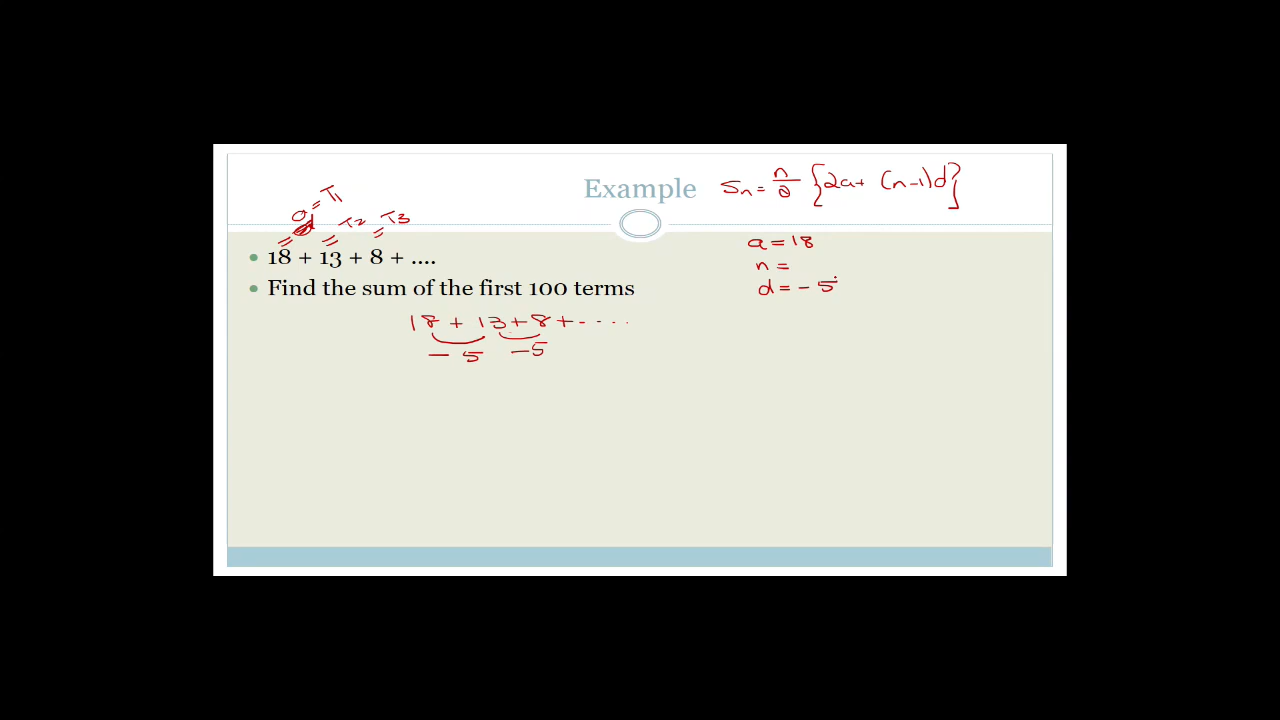 Example
Sn = n/2 {2a + (n-1)d}
a = T1
T2
T3
18 + 13 + 8 + ....
Find the sum of the first 100 terms
a = 18
n =
d = - 5
18 + 13 + 8 + .....
- 5 -5